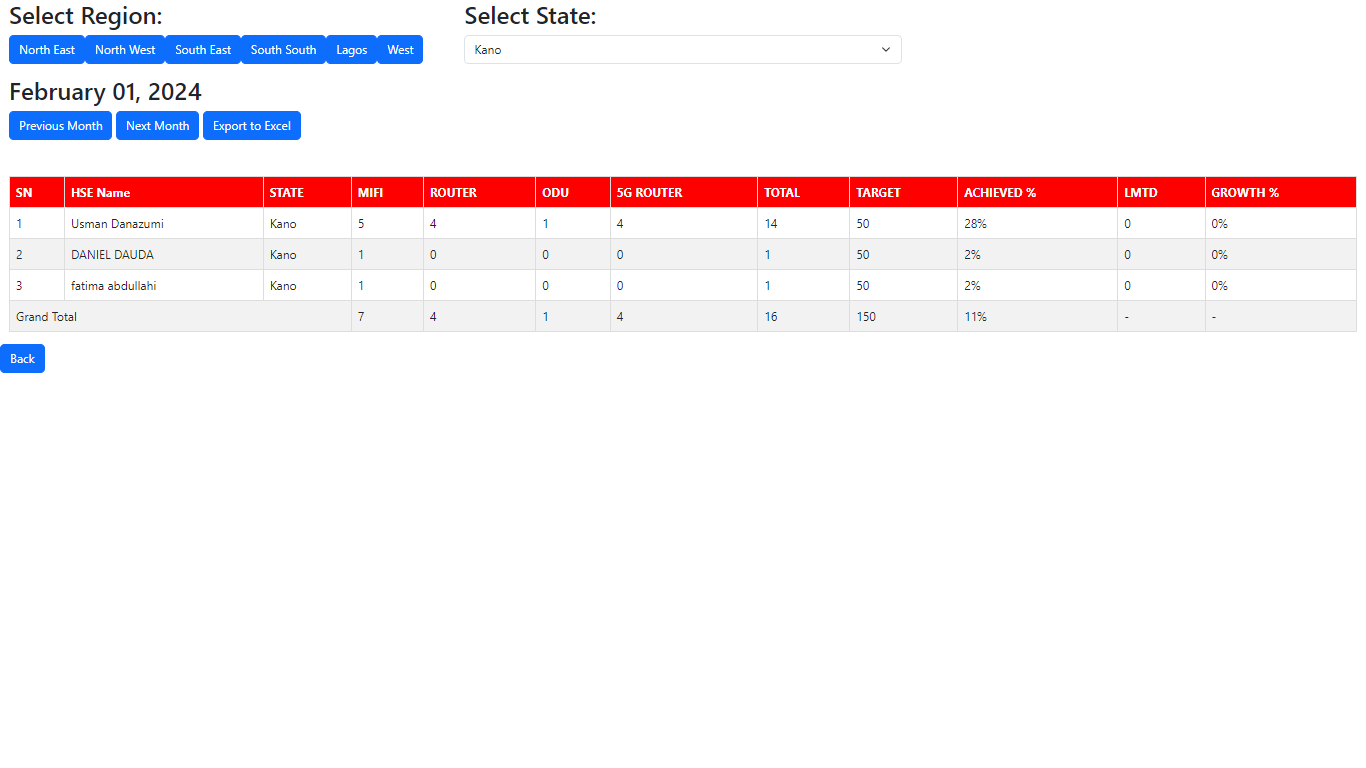 Select Region:
Select State:
North East North West South East South South Lagos West
Kano
February 01, 2024
Previous Month Next Month Export to Excel
SN HSE Name STATE MIFI ROUTER ODU 5G ROUTER TOTAL TARGET ACHIEVED % LMTD GROWTH %
1 Usman Danazumi Kano 5 4 1 4 14 50 28% 0 0%
2 DANIEL DAUDA Kano 1 0 0 0 1 50 2% 0 0%
3 fatima abdullahi Kano 1 0 0 0 1 50 2% 0 0%
Grand Total 7 4 1 4 16 150 11% - -
Back